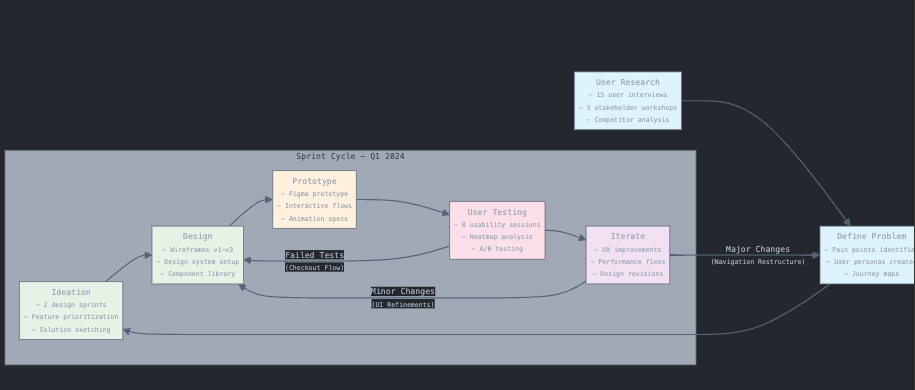 User Research
- 15 user interviews
- 3 stakeholder workshops
- Competitor analysis
Sprint Cycle – Q1 2024
Prototype
- Figma prototype
- Interactive flows
- Animation specs
User Testing
- 8 usability sessions
- Heatmap analysis
- A/B testing
Design
- Wireframes v1-v3
- Design system setup
- Component library
Iterate
- UX improvements
- Performance fixes
- Design revisions
Define Problem
- Pain points identifie
- User personas create
- Journey maps
Major Changes
(Navigation Restructure)
Failed Tests
(Checkout Flow)
Minor Changes
(UI Refinements)
Ideation
- 2 design sprints
- Feature prioritization
- Solution sketching